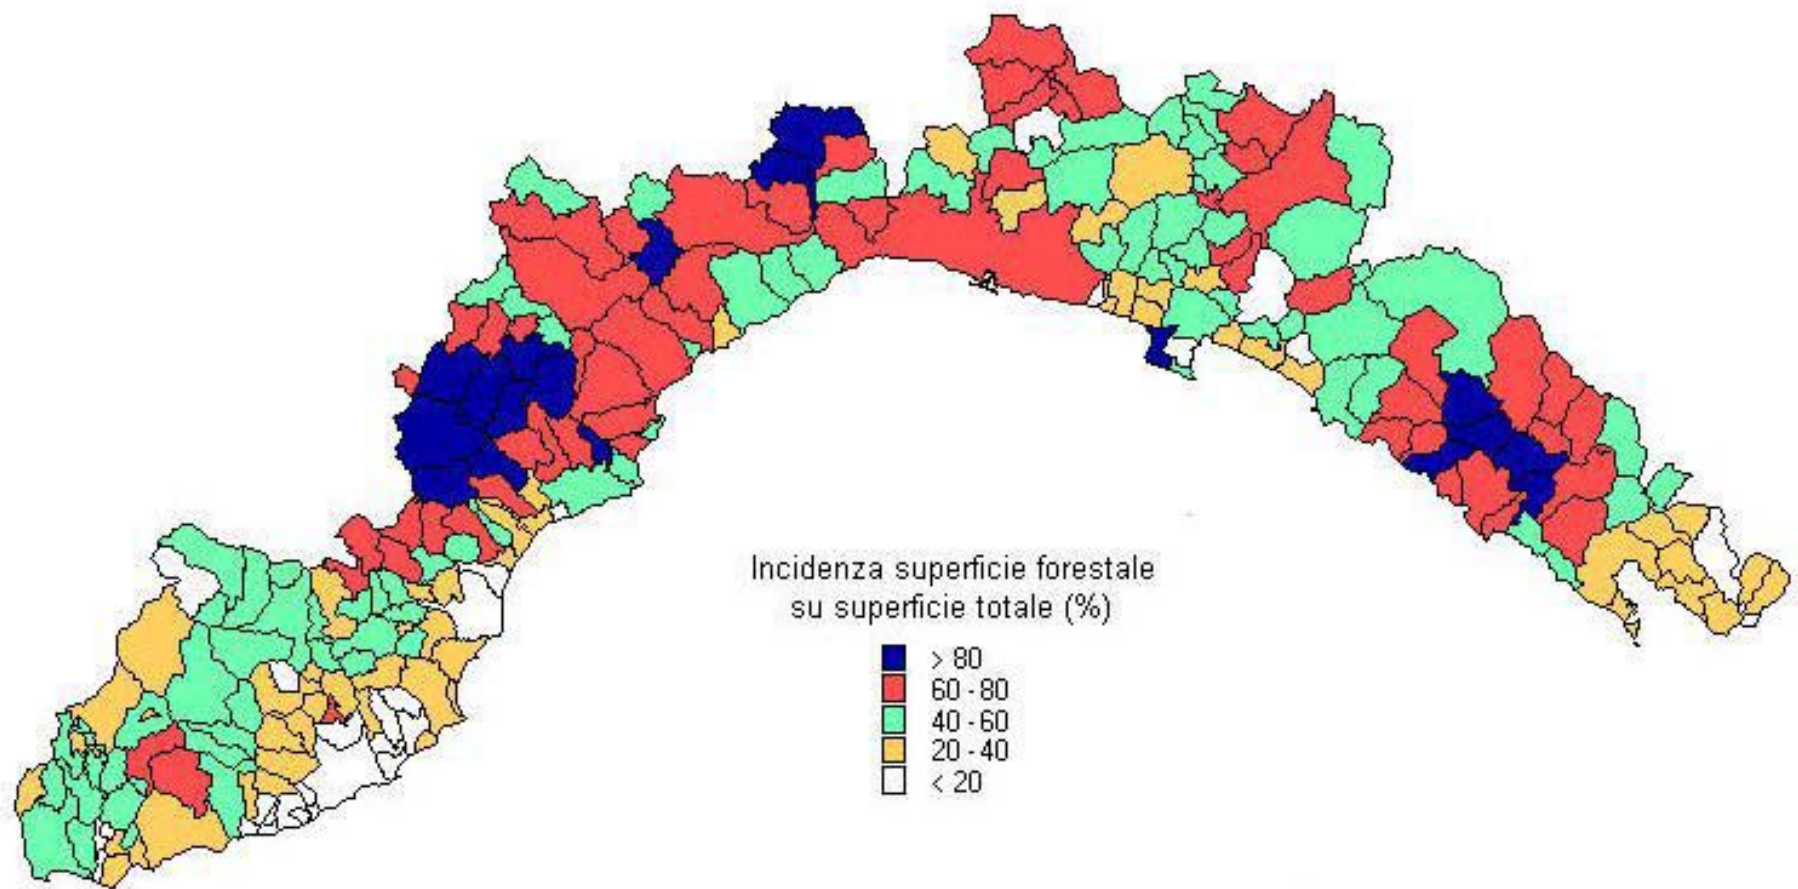 Incidenza superficie forestale
su superficie totale (%)
> 80
60 - 80
40 - 60
20 - 40
< 20